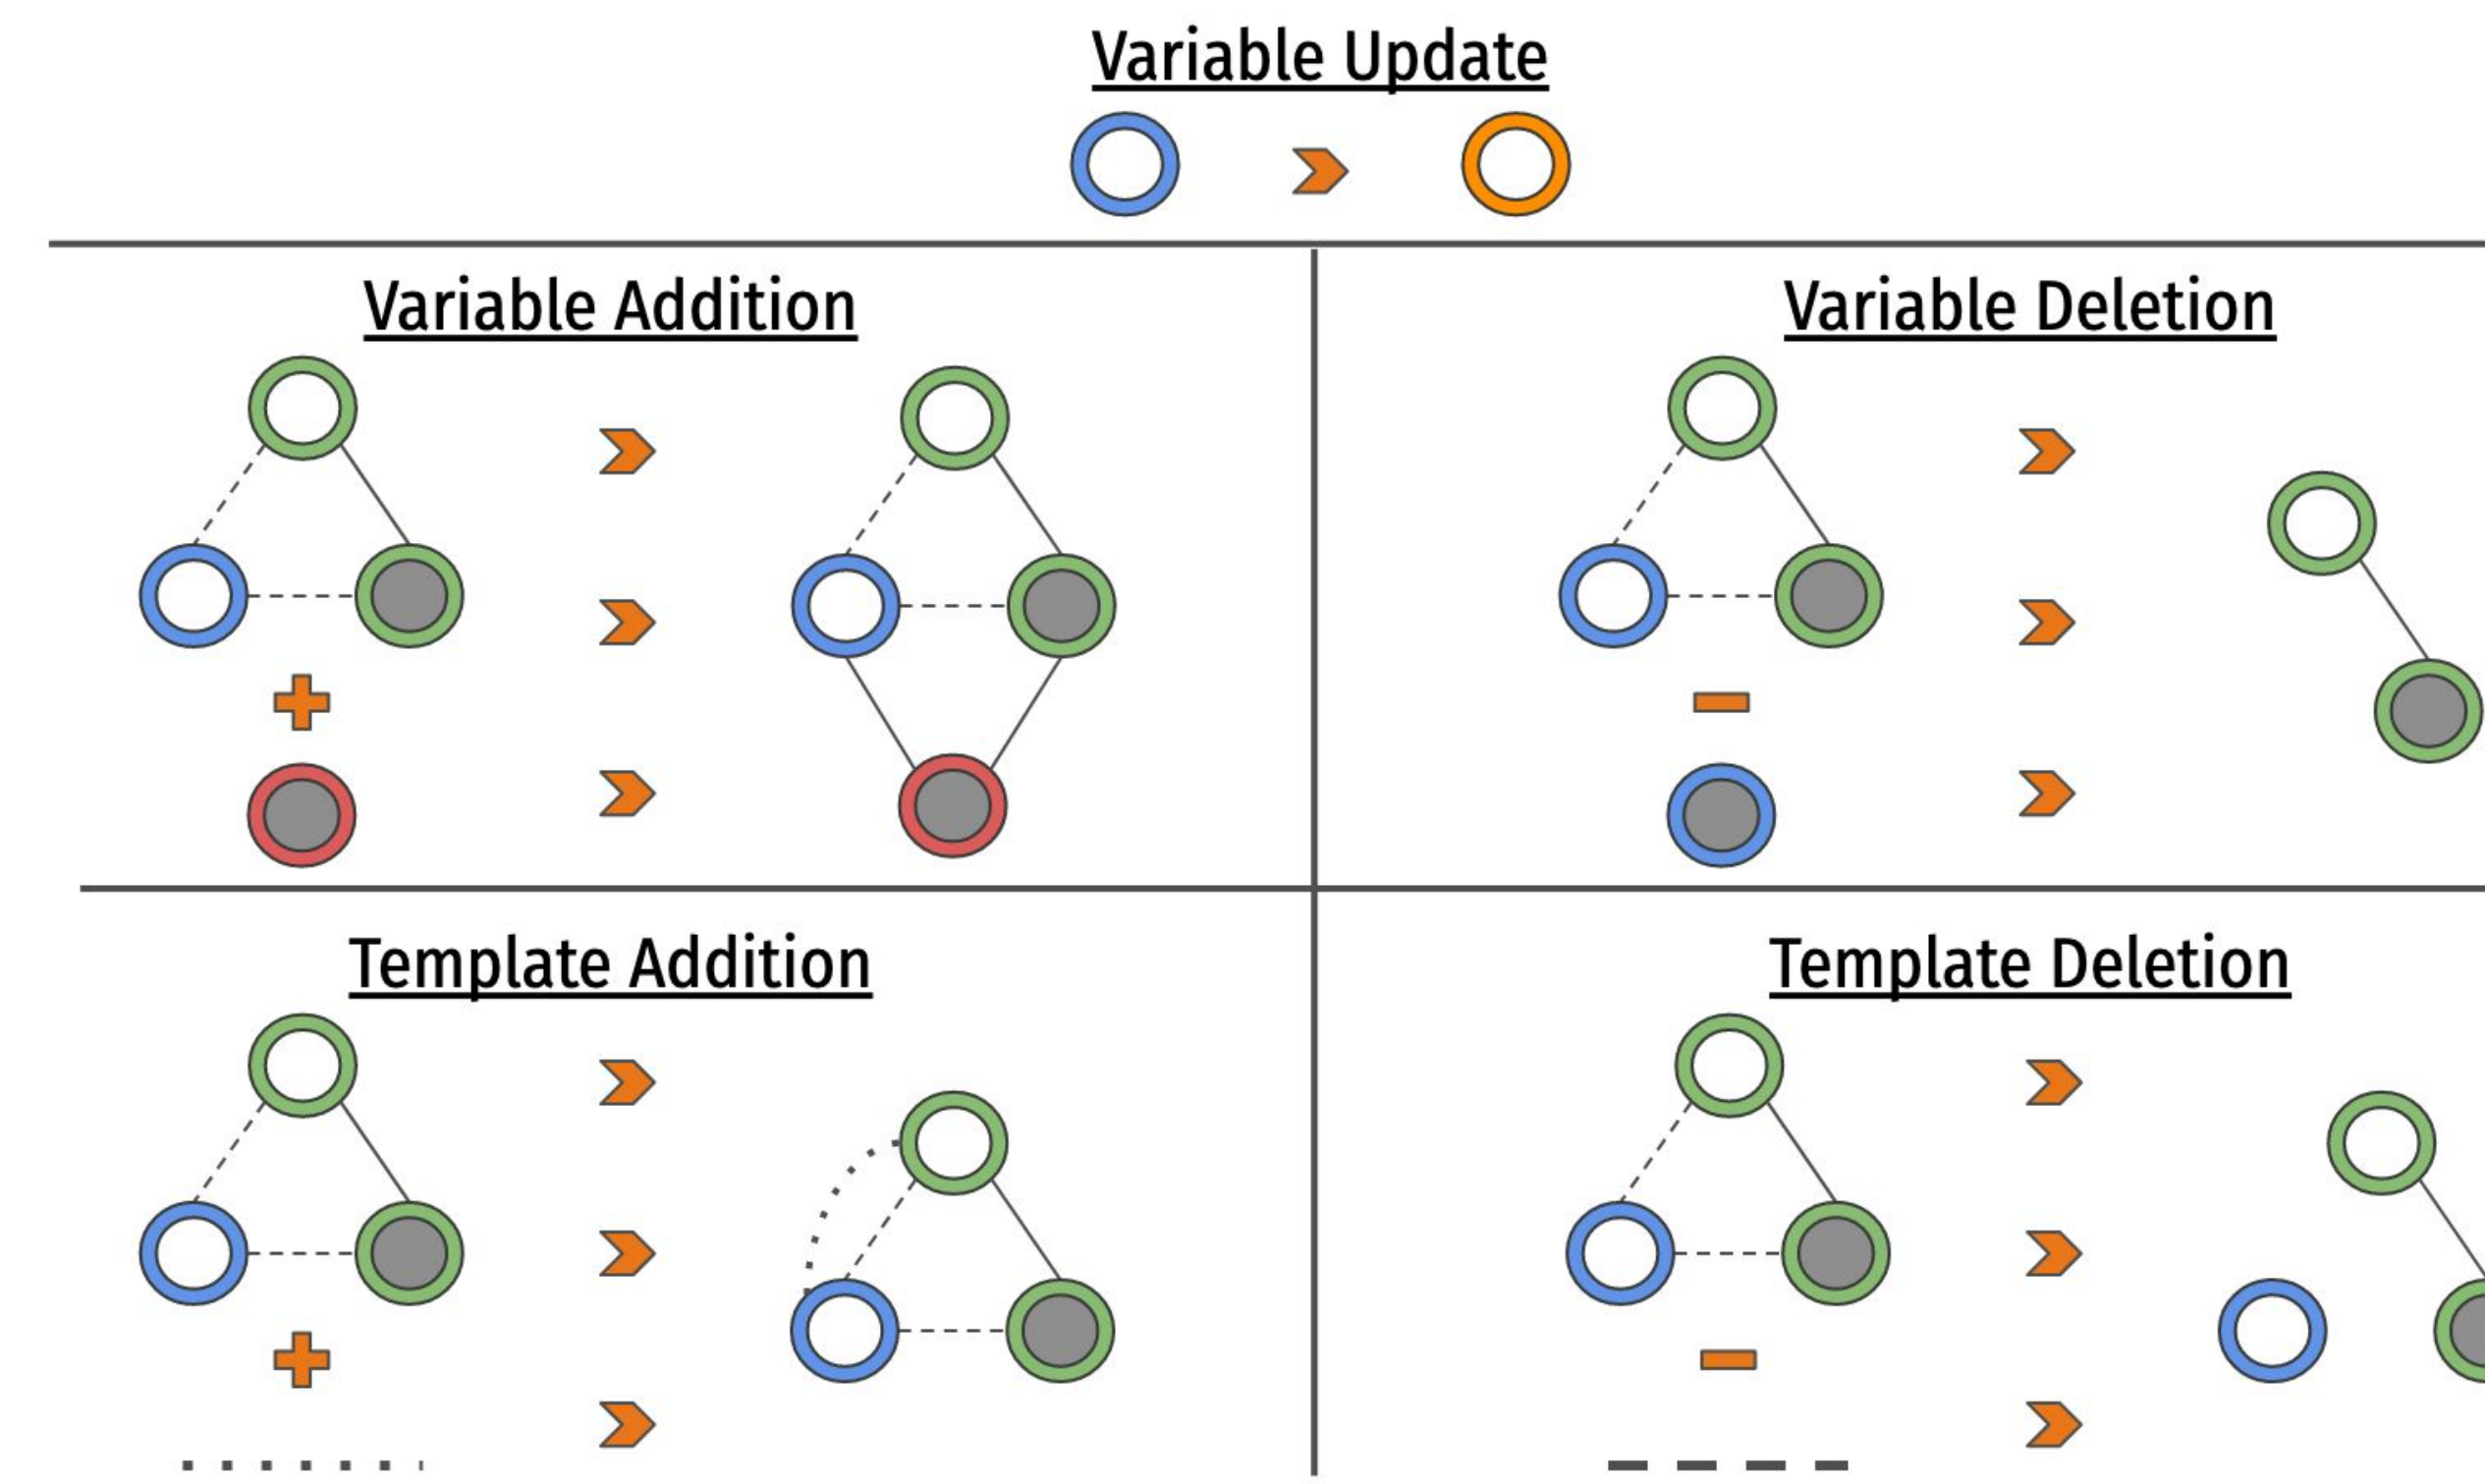 Variable Update
Variable Addition
Variable Deletion
Template Addition
Template Deletion